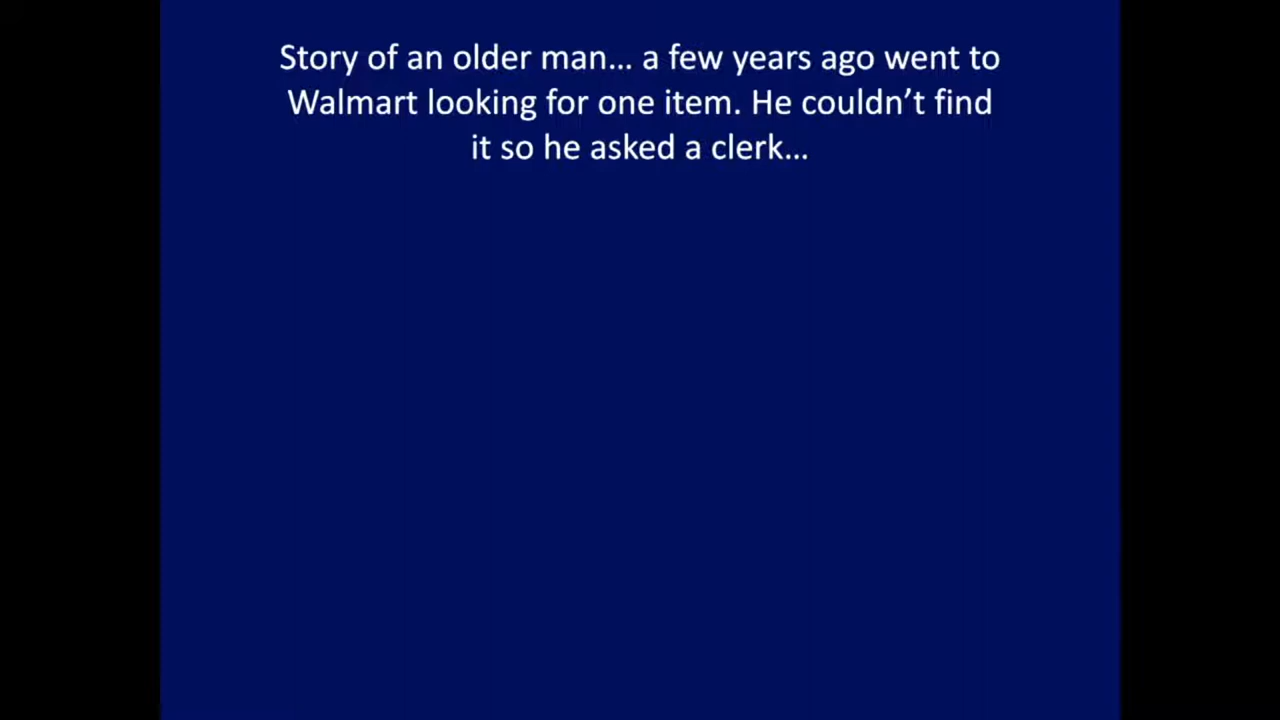 Story of an older man... a few years ago went to
Walmart looking for one item. He couldn’t find
it so he asked a clerk...